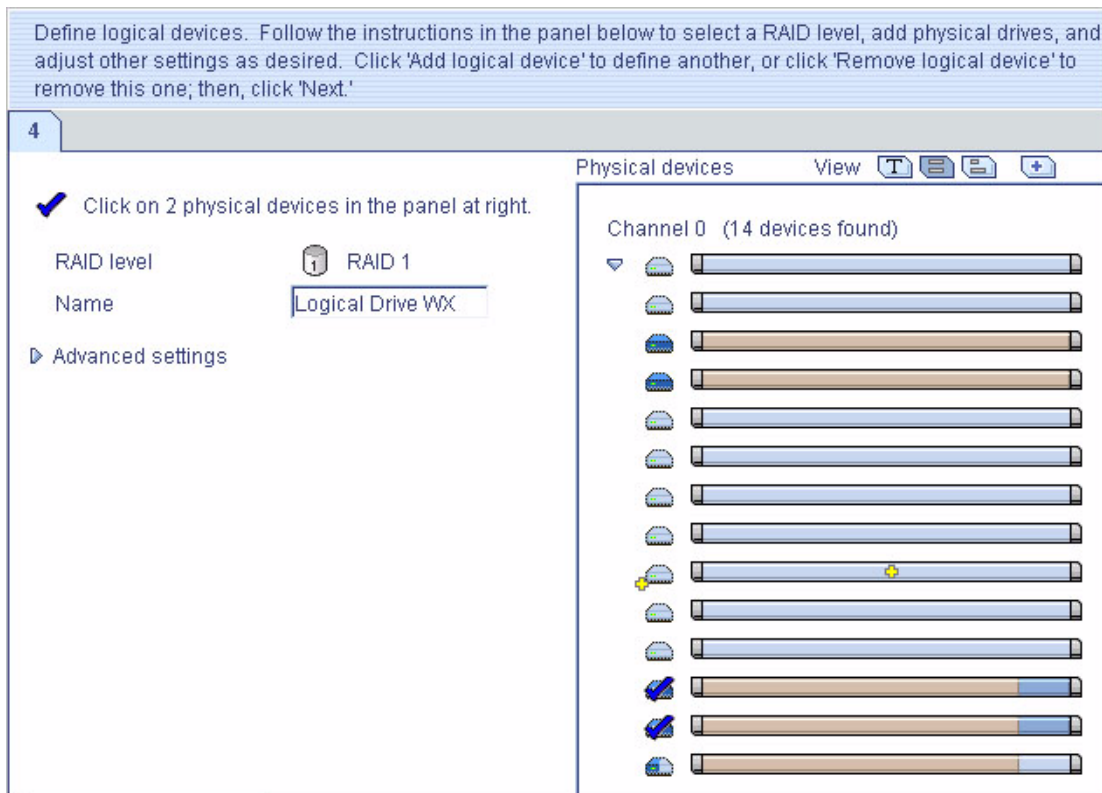 Define logical devices. Follow the instructions in the panel below to select a RAID level, add physical drives, and
adjust other settings as desired. Click 'Add logical device' to define another, or click 'Remove logical device' to
remove this one; then, click 'Next.'
4
Physical devices View T
Click on 2 physical devices in the panel at right.
Channel 0 (14 devices found)
RAID level 1 RAID 1
Name Logical Drive WX
Advanced settings